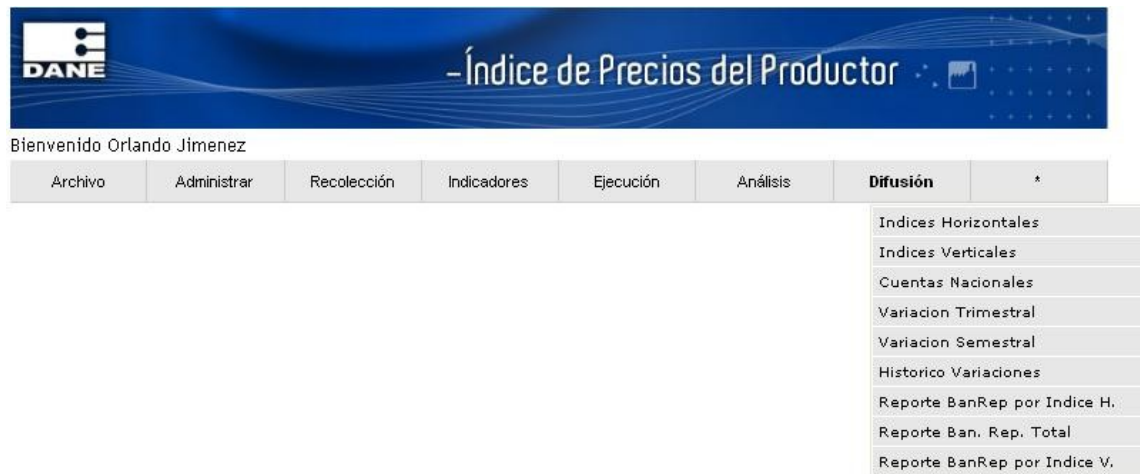 DANE
–Índice de Precios del Productor
Bienvenido Orlando Jimenez
Archivo Administrar Recolección Indicadores Ejecución Análisis Difusión *
Indices Horizontales
Indices Verticales
Cuentas Nacionales
Variacion Trimestral
Variacion Semestral
Historico Variaciones
Reporte BanRep por Indice H.
Reporte Ban. Rep. Total
Reporte BanRep por Indice V.